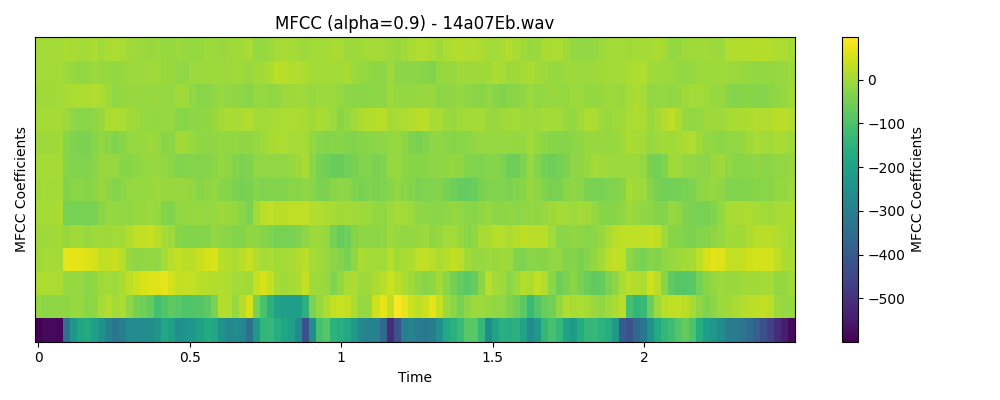 MFCC (alpha=0.9) - 14a07Eb.wav
MFCC Coefficients
0
0.5
1
1.5
2
Time
0
−100
−200
−300
−400
−500
MFCC Coefficients